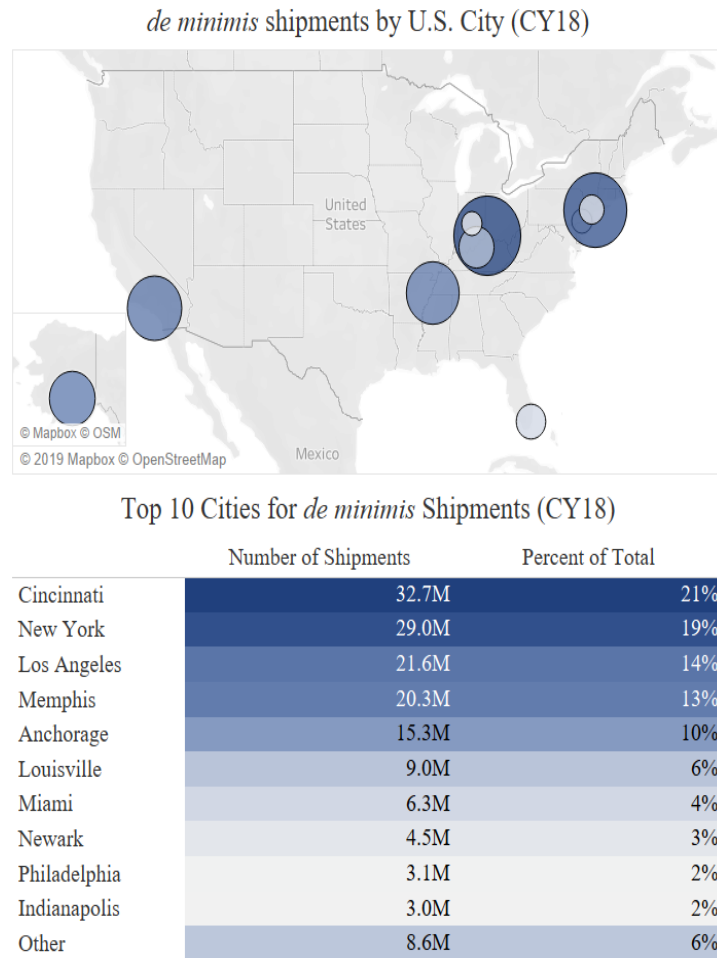 de minimis shipments by U.S. City (CY18)
United
States
Mexico
© Mapbox © OSM
© 2019 Mapbox © OpenStreetMap
Top 10 Cities for de minimis Shipments (CY18)
Number of Shipments Percent of Total
Cincinnati 32.7M 21%
New York 29.0M 19%
Los Angeles 21.6M 14%
Memphis 20.3M 13%
Anchorage 15.3M 10%
Louisville 9.0M 6%
Miami 6.3M 4%
Newark 4.5M 3%
Philadelphia 3.1M 2%
Indianapolis 3.0M 2%
Other 8.6M 6%